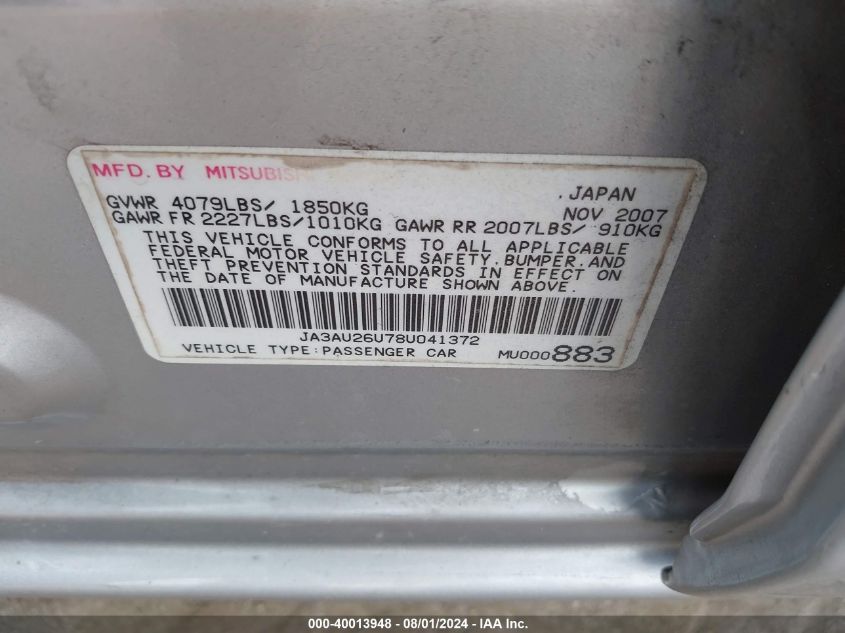 MFD. BY MITSUBIS
. JAPAN
GVWR 4079LBS/ 1850KG NOV 2007
GAWR FR 2227LBS/1010KG GAWR RR 2007LBS/ 910KG
THIS VEHICLE CONFORMS TO ALL APPLICABLE
FEDERAL MOTOR VEHICLE SAFETY,BUMPER,AND
THEFT PREVENTION STANDARDS IN EFFECT ON
THE DATE OF MANUFACTURE SHOWN ABOVE.
JA3AU26U78U041372
VEHICLE TYPE:PASSENGER CAR MU000883
000-40013948 - 08/01/2024 - IAA Inc.